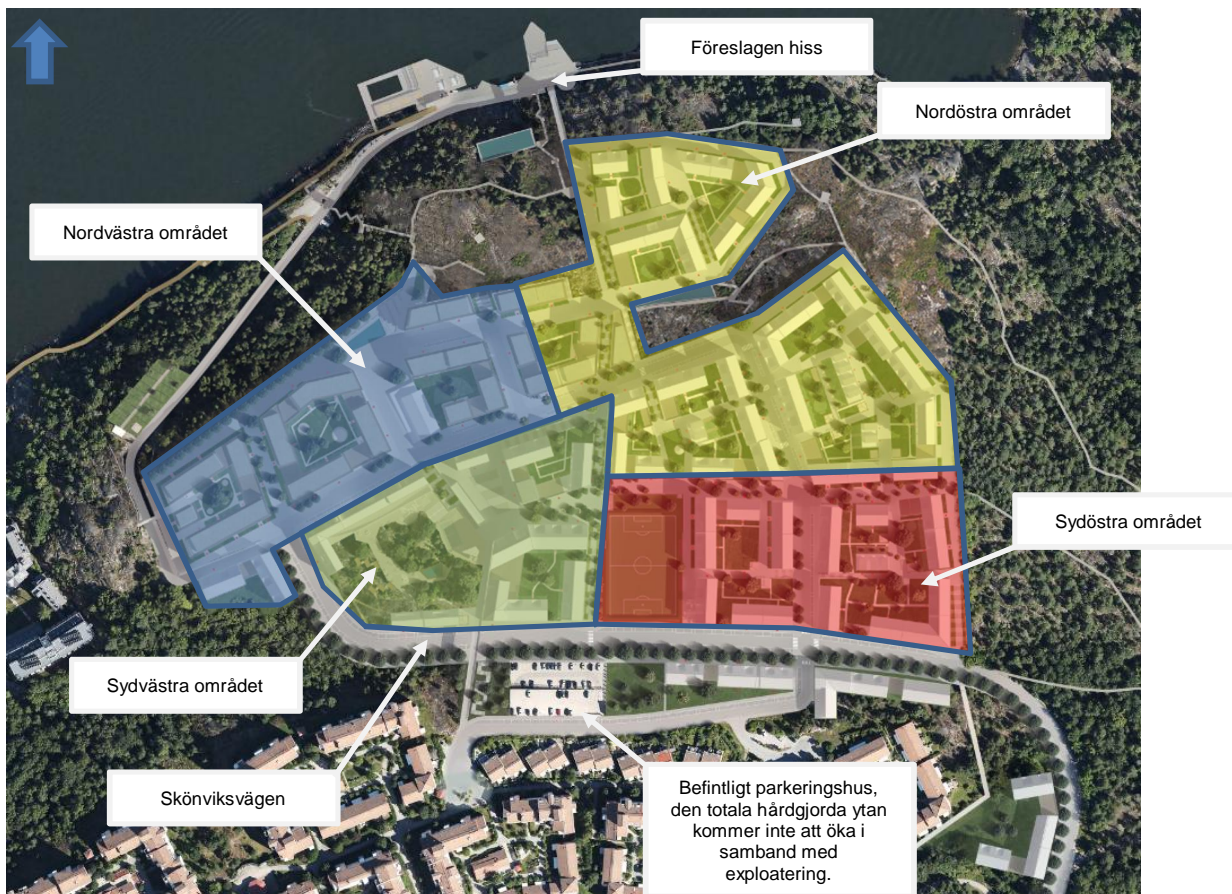 Föreslagen hiss
Nordöstra området
Nordvästra området
Sydöstra området
Sydvästra området
Skönviksvägen
Befintligt parkeringshus,
den totala hårdgjorda ytan
kommer inte att öka i
samband med
exploatering.